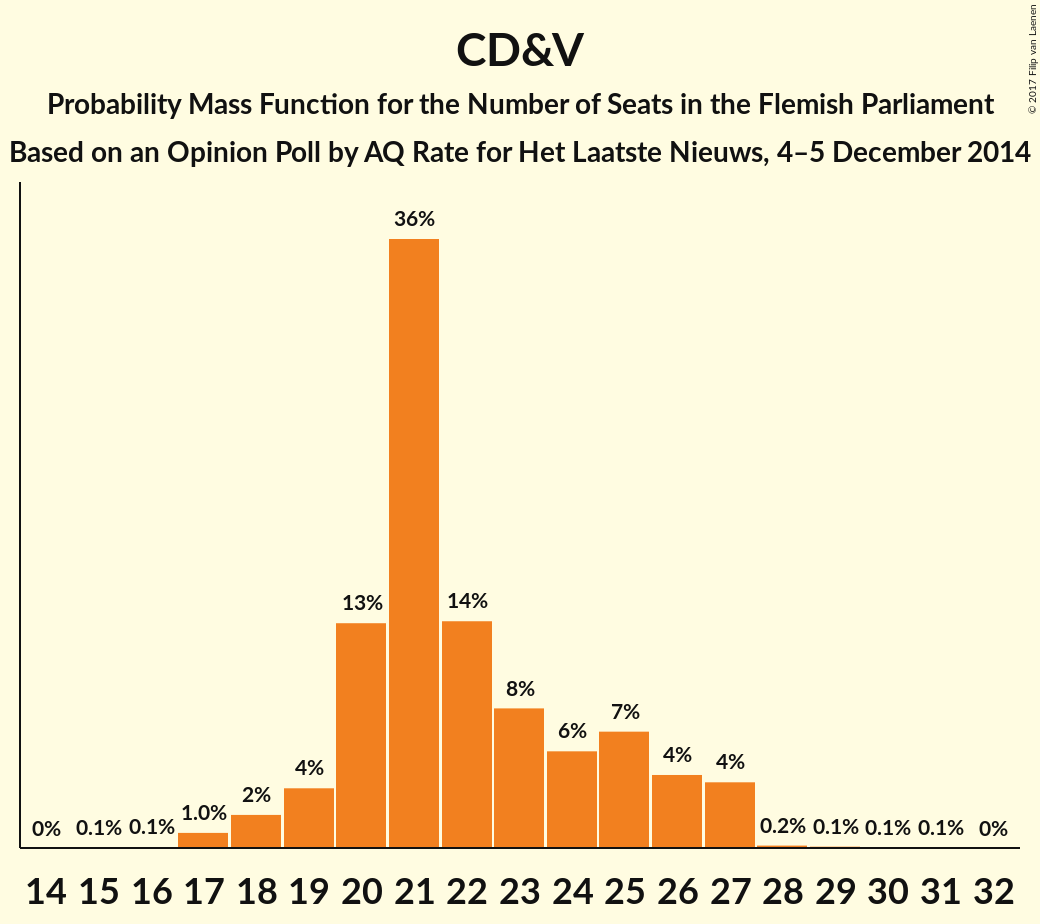 CD&V
Probability Mass Function for the Number of Seats in the Flemish Parliament
Based on an Opinion Poll by AQ Rate for Het Laatste Nieuws, 4–5 December 2014
© 2017 Filip van Laenen
0% 0.1% 0.1% 1.0% 2% 4% 13% 36% 14% 8% 6% 7% 4% 4% 0.2% 0.1% 0.1% 0.1% 0%
14 15 16 17 18 19 20 21 22 23 24 25 26 27 28 29 30 31 32